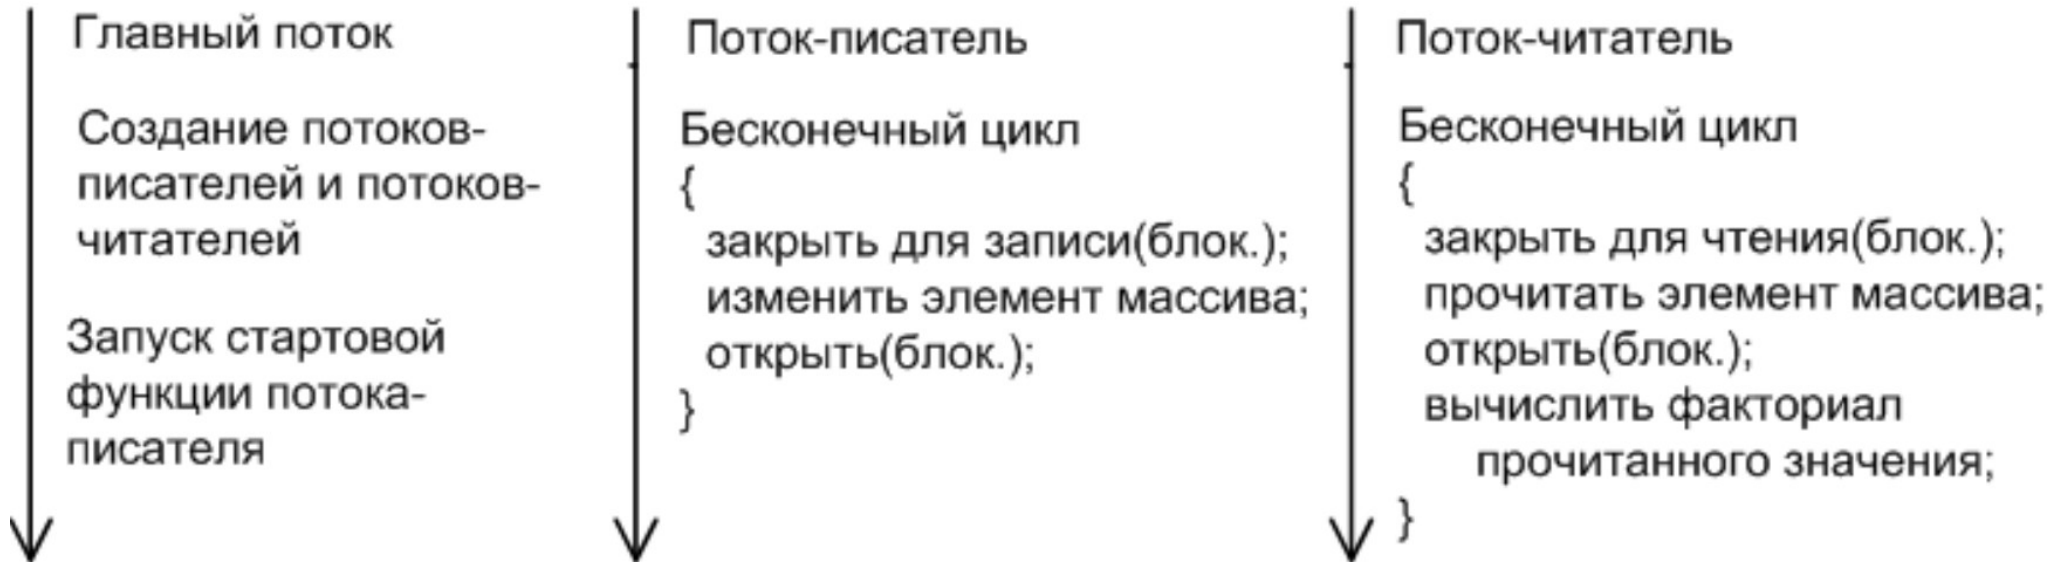 Главный поток
Создание потоков-
писателей и потоков-
читателей
Запуск стартовой
функции потока-
писателя
Поток-писатель
Бесконечный цикл
{
закрыть для записи(блок.);
изменить элемент массива;
открыть(блок.);
}
Поток-читатель
Бесконечный цикл
{
закрыть для чтения(блок.);
прочитать элемент массива;
открыть(блок.);
вычислить факториал
прочитанного значения;
}